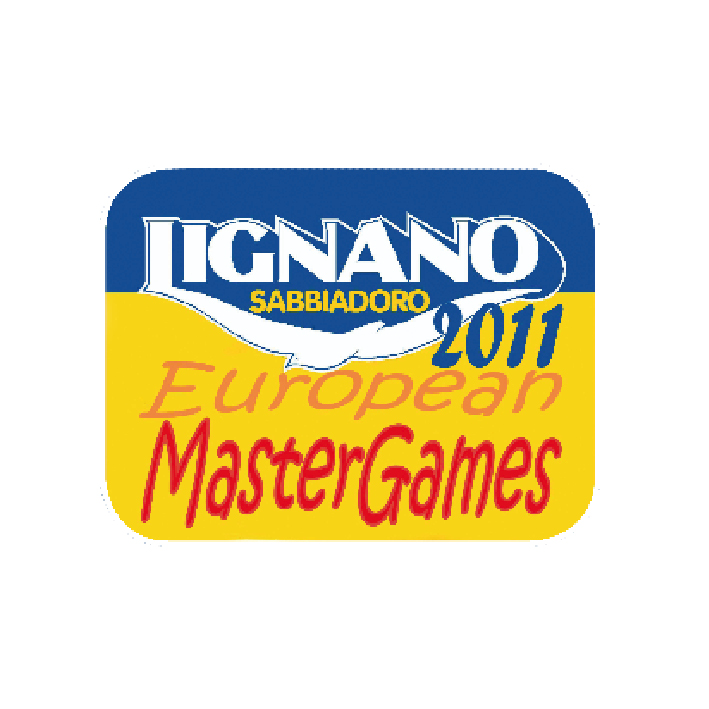 LIGNANO
SABBIADORO
2011
European
MasterGames